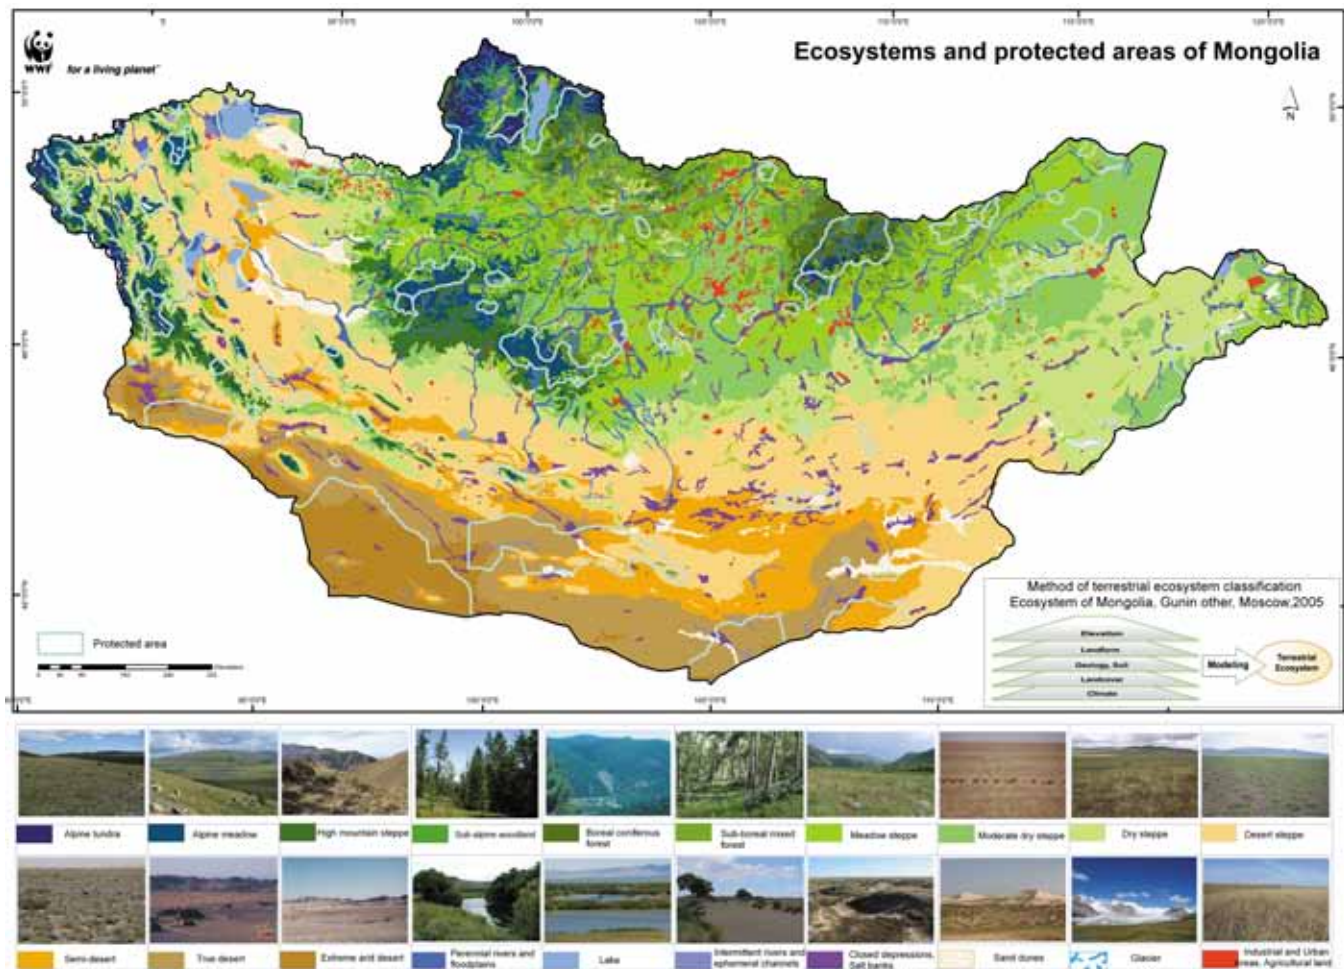 Ecosystems and protected areas of Mongolia
WWF
for a living planet
N
Method of terrestrial ecosystem classification
Ecosystem of Mongolia, Gunin other, Moscow,2005
Elevation
Landform
Geology, Soil
Landcover
Climate
Modeling
Terrestrial
Ecosystem
Protected area
Alpine tundra
Alpine meadow
High mountain steppe
Sub-alpine woodland
Boreal coniferous
forest
Sub-boreal mixed
forest
Meadow steppe
Moderate dry steppe
Dry steppe
Desert steppe
Semi-desert
True desert
Extreme arid desert
Perennial rivers and
floodplains
Lake
Intermittent rivers and
ephemeral channels
Closed depressions,
Salt banks
Sand dunes
Glacier
Industrial and Urban
areas, Agricultural land